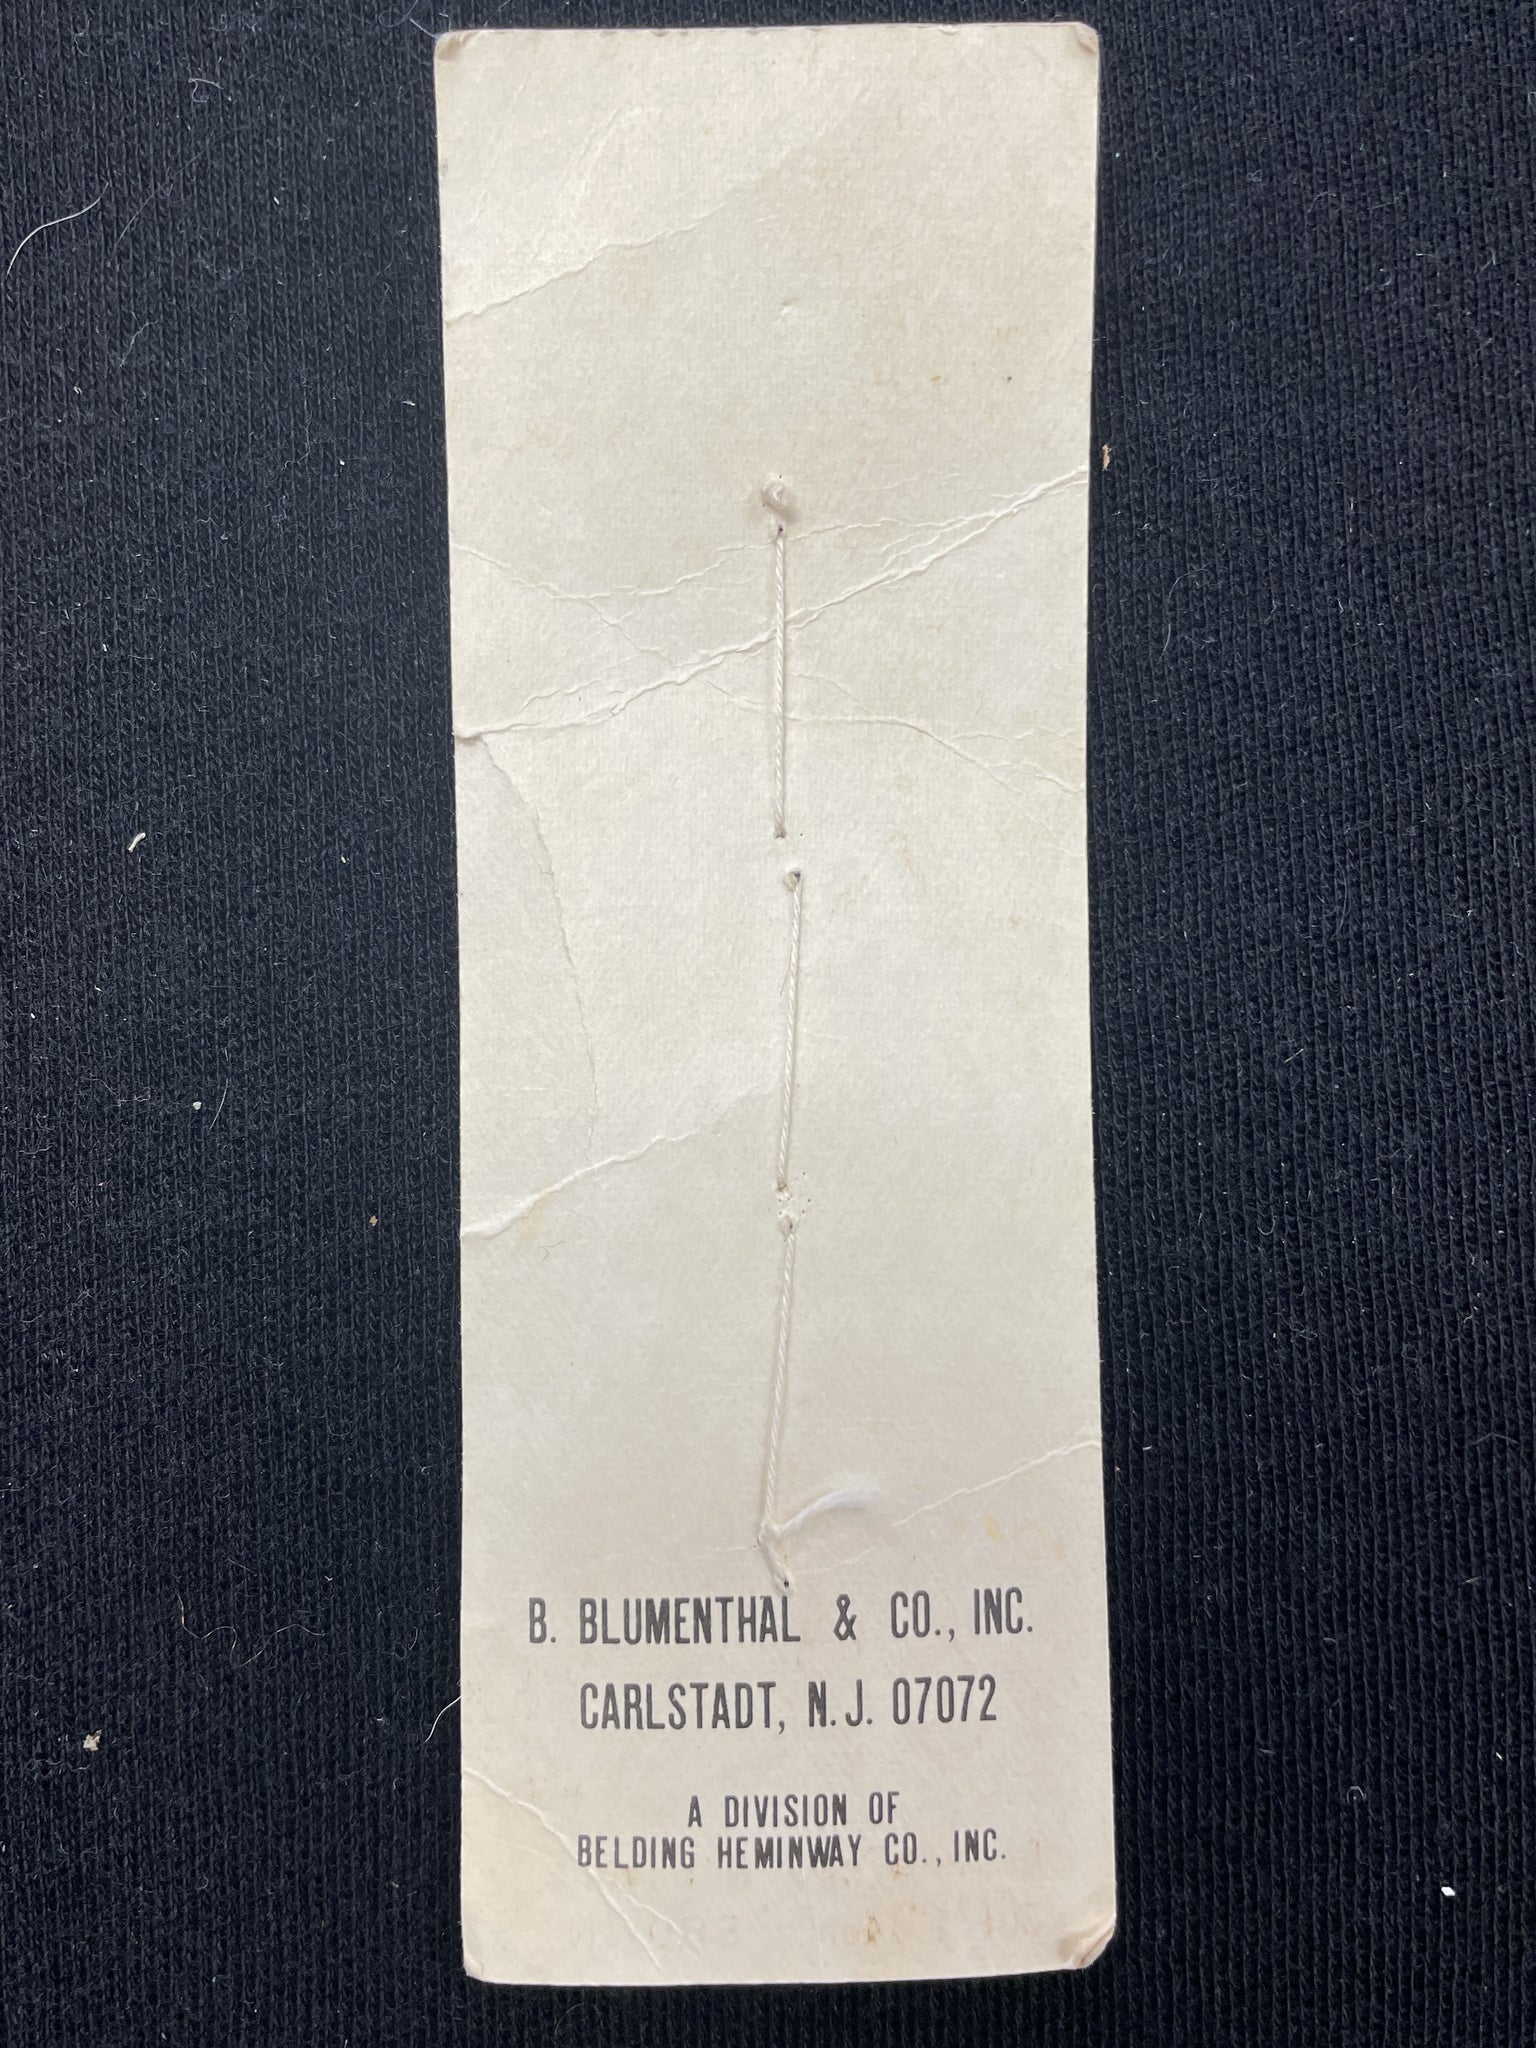 B. BLUMENTHAL & CO., INC.
CARLSTADT, N.J. 07072
A DIVISION OF
BELDING HEMINWAY CO., INC.